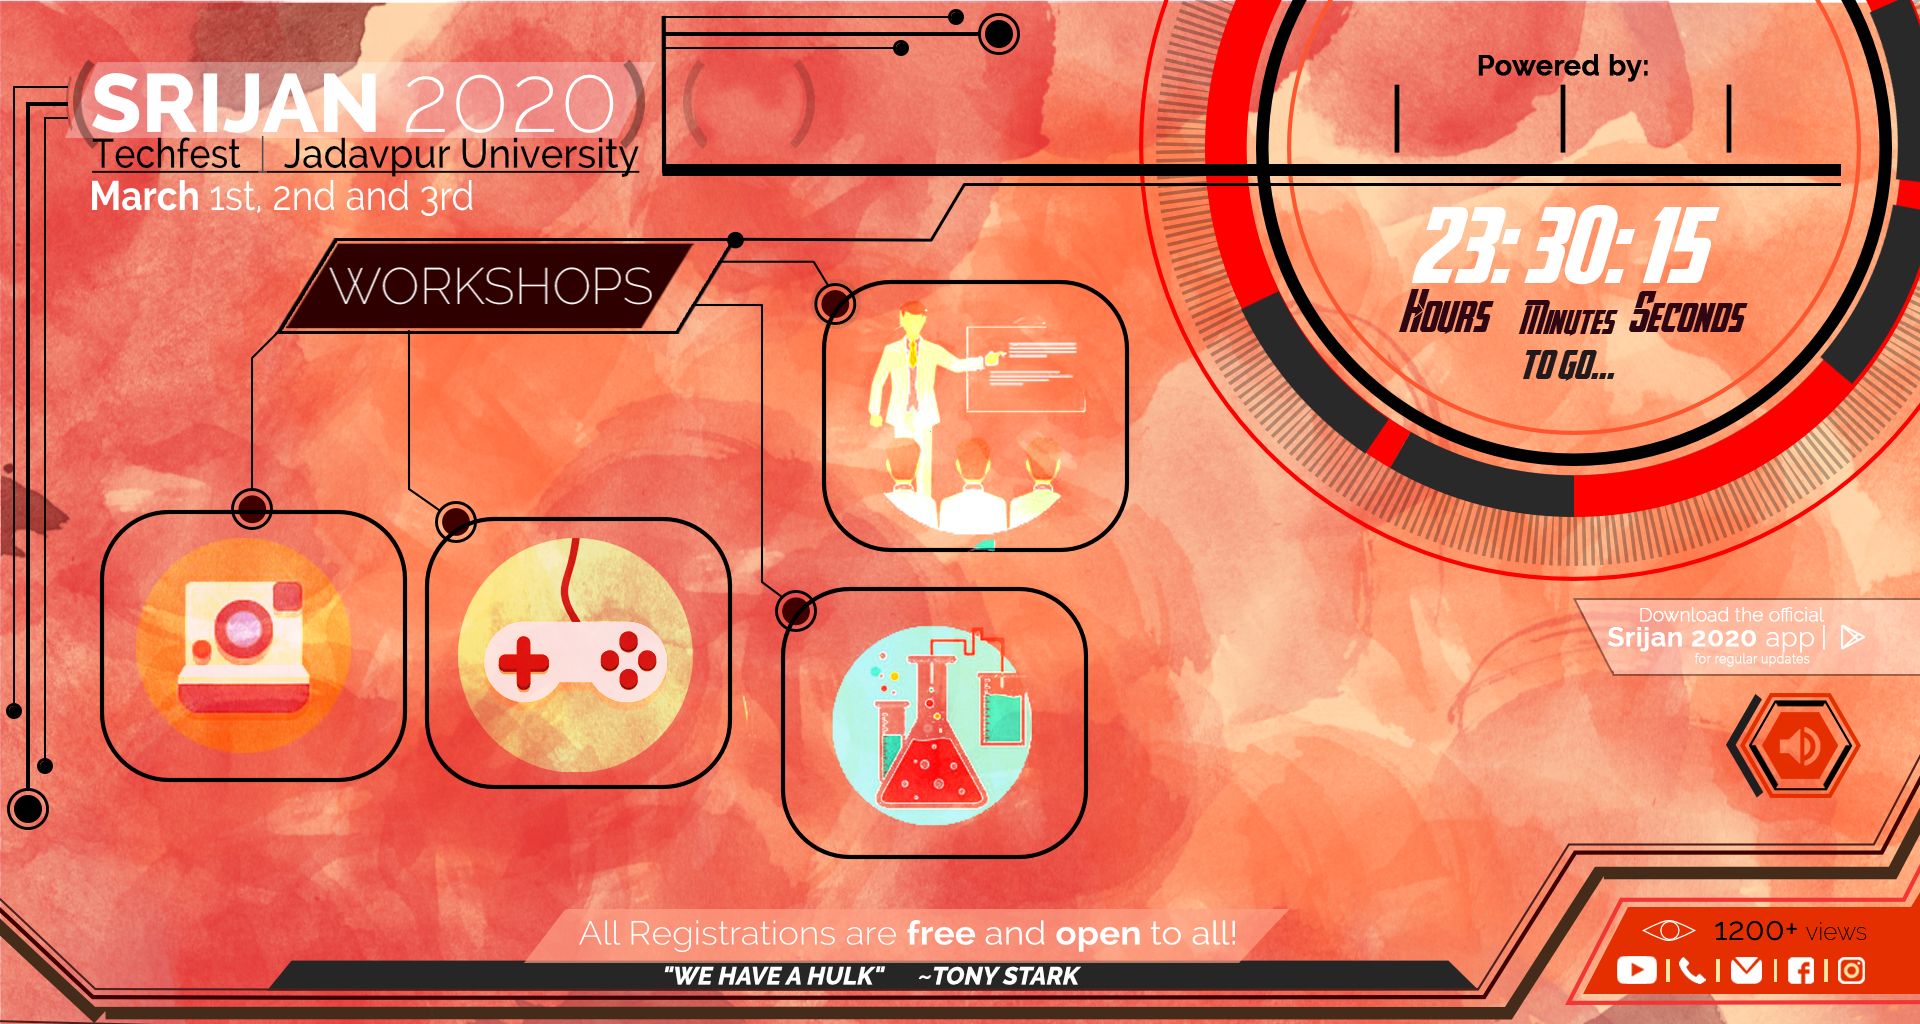 SRIJAN 2020
Techfest | Jadavpur University
March 1st, 2nd and 3rd
Powered by:
23: 30: 15
HOURS MINUTES SECONDS
TO GO...
WORKSHOPS
Download the official
Srijan 2020 app |
for regular updates
All Registrations are free and open to all!
"WE HAVE A HULK" ~TONY STARK
1200+ views